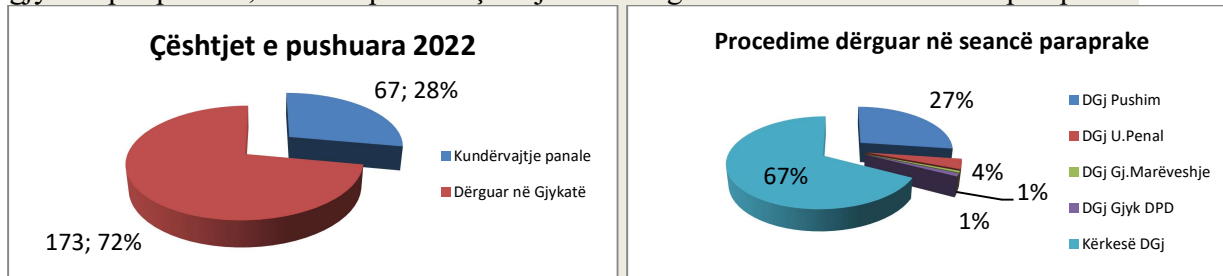 Çështjet e pushuara 2022
67; 28%
173; 72%
Kundërvajtje panale
Dërguar në Gjykatë
Procedime dërguar në seancë paraprake
27%
4%
1%
1%
67%
DGj Pushim
DGj U.Penal
DGj Gj.Marëveshje
DGj Gjyk DPD
Kërkesë DGj